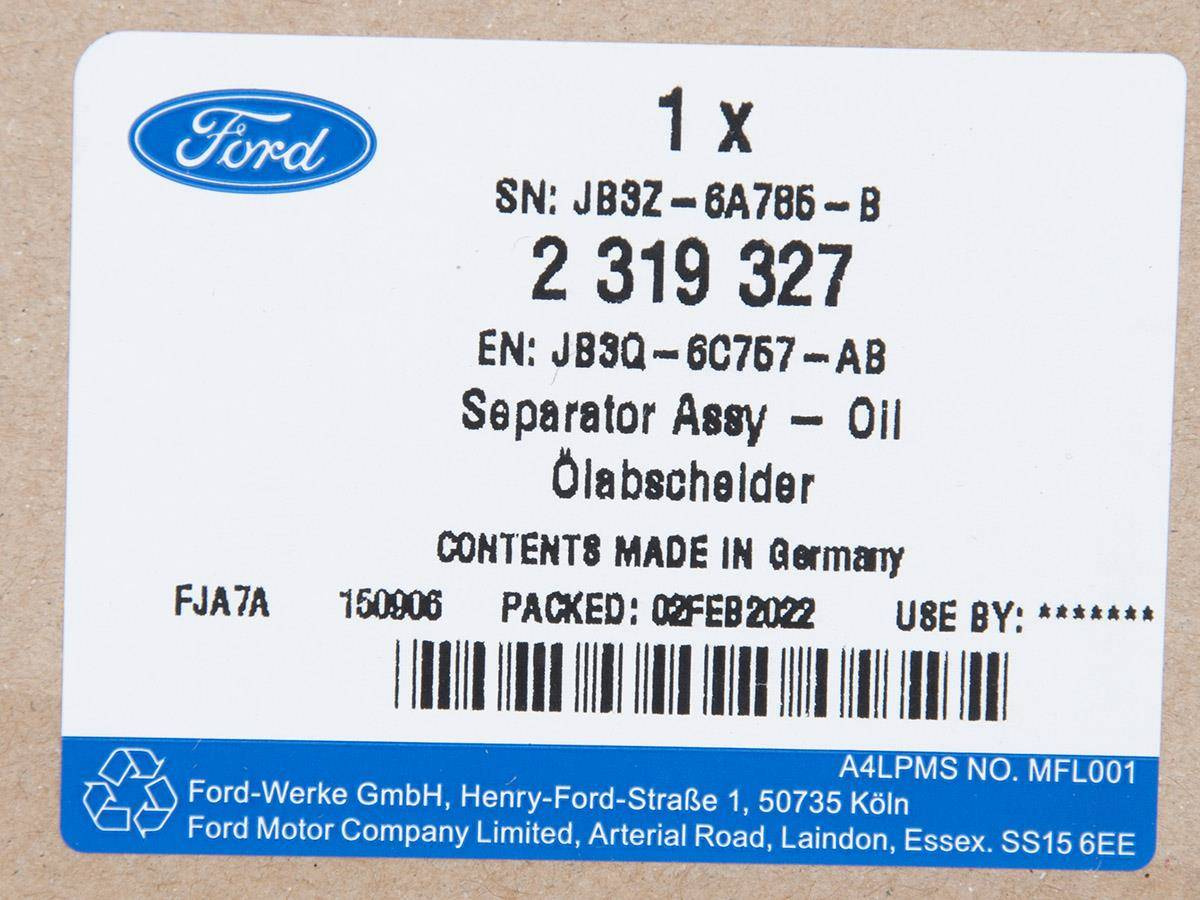 Ford
1 x
SN: JB3Z-6A785-B
2 319 327
EN: JB3Q-6C767-AB
Separator Assy - Oil
Ölabscheider
CONTENTS MADE IN Germany
FJA7A 150906 PACKED: 02FEB2022 USE BY: *******
A4LPMS NO. MFL001
Ford-Werke GmbH, Henry-Ford-Straße 1, 50735 Köln
Ford Motor Company Limited, Arterial Road, Laindon, Essex. SS15 6EE